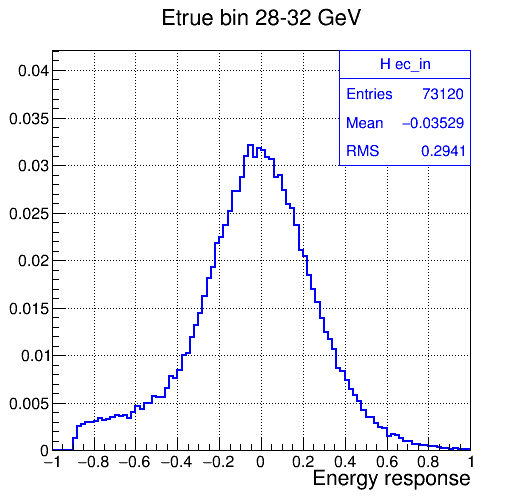 Etrue bin 28-32 GeV
H ec_in
Entries 73120
Mean −0.03529
RMS 0.2941
0.04
0.035
0.03
0.025
0.02
0.015
0.01
0.005
0
−1 −0.8 −0.6 −0.4 −0.2 0 0.2 0.4 0.6 0.8 1
Energy response